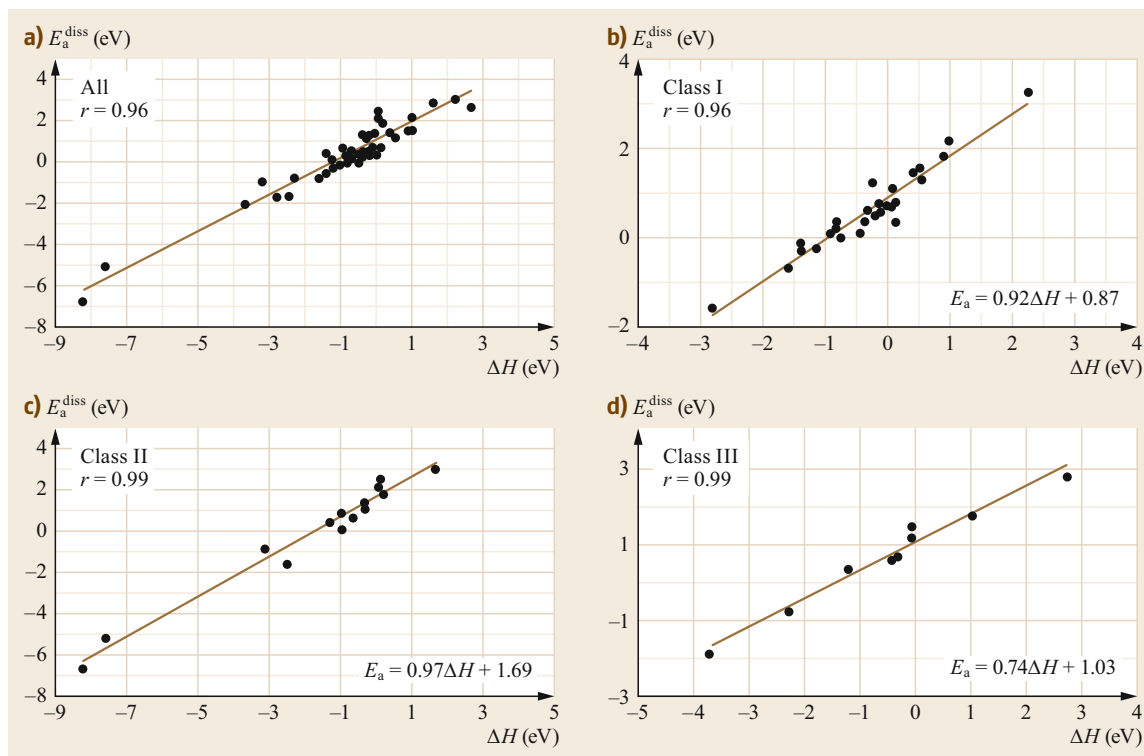 a) E_a^diss (eV)
All
r = 0.96
4
2
0
–2
–4
–6
–8
–9 –7 –5 –3 –1 1 3 5
ΔH (eV)
b) E_a^diss (eV)
Class I
r = 0.96
4
2
0
–2
E_a = 0.92ΔH + 0.87
–4 –3 –2 –1 0 1 2 3 4
ΔH (eV)
c) E_a^diss (eV)
Class II
r = 0.99
4
2
0
–2
–4
–6
–8
E_a = 0.97ΔH + 1.69
–9 –7 –5 –3 –1 1 3 5
ΔH (eV)
d) E_a^diss (eV)
Class III
r = 0.99
3
1
–1
–3
E_a = 0.74ΔH + 1.03
–5 –4 –3 –2 –1 0 1 2 3 4
ΔH (eV)